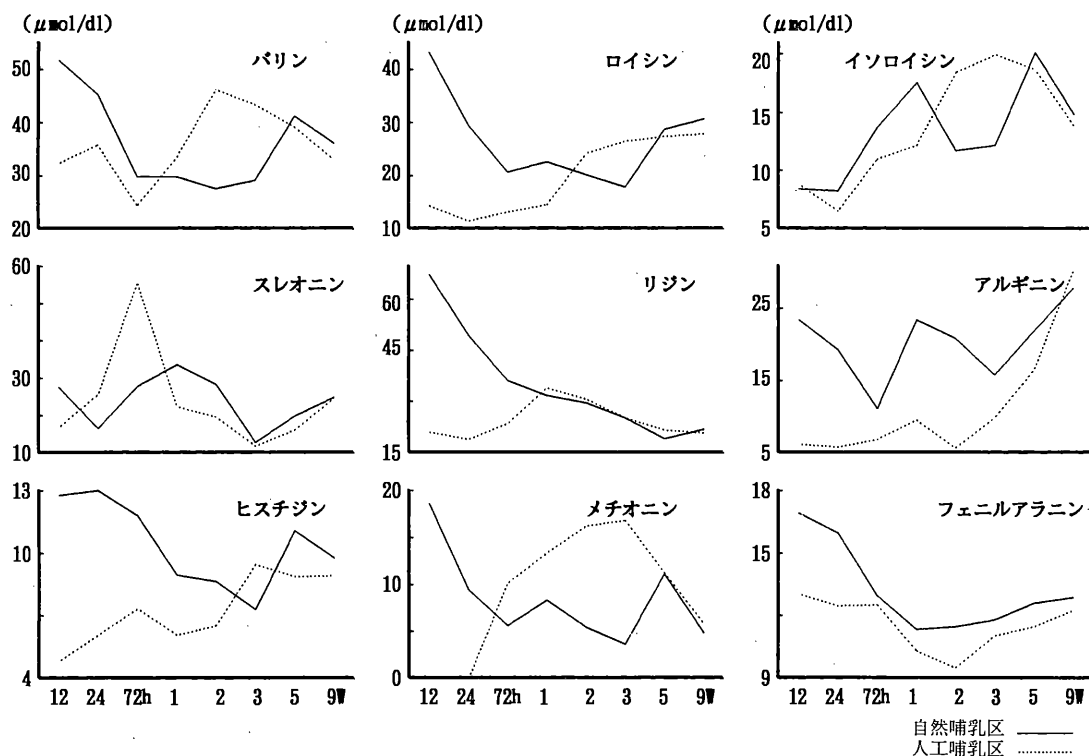 (μmol/dl) (μmol/dl) (μmol/dl)
バリン ロイシン イソロイシン
50 40 30 20
40 30 20 10
20 15 10 5
スレオニン リジン アルギニン
60 30 10
60 45 15
25 15 5
ヒスチジン メチオニン フェニルアラニン
13 10 4
20 10 0
18 15 9
12 24 72h 1 2 3 5 9W 12 24 72h 1 2 3 5 9W 12 24 72h 1 2 3 5 9W
自然哺乳区
人工哺乳区